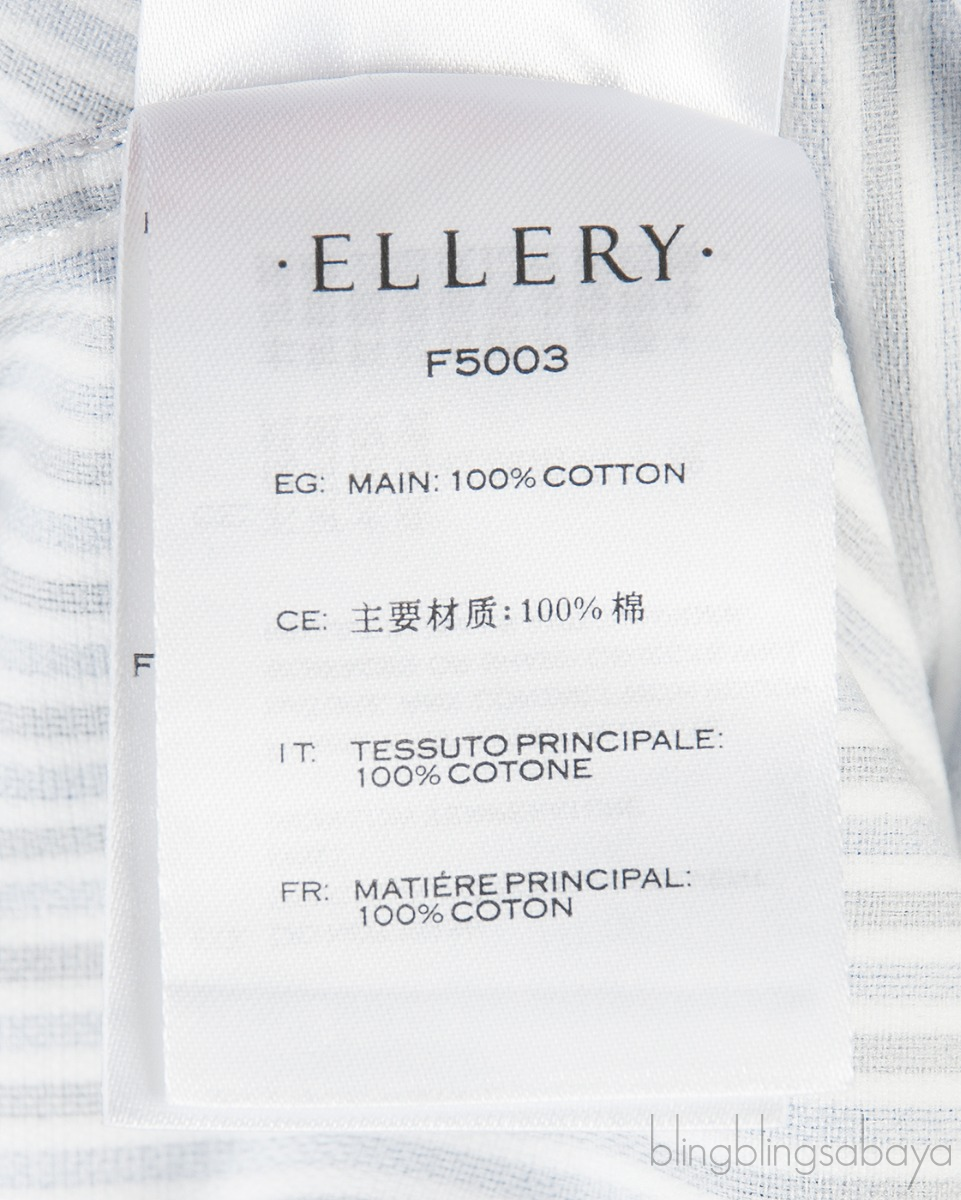 ·ELLERY·
F5003
EG: MAIN: 100% COTTON
CE: 主要材质: 100% 棉
IT: TESSUTO PRINCIPALE:
100% COTONE
FR: MATIÉRE PRINCIPAL:
100% COTON
F
blingblingsabaya